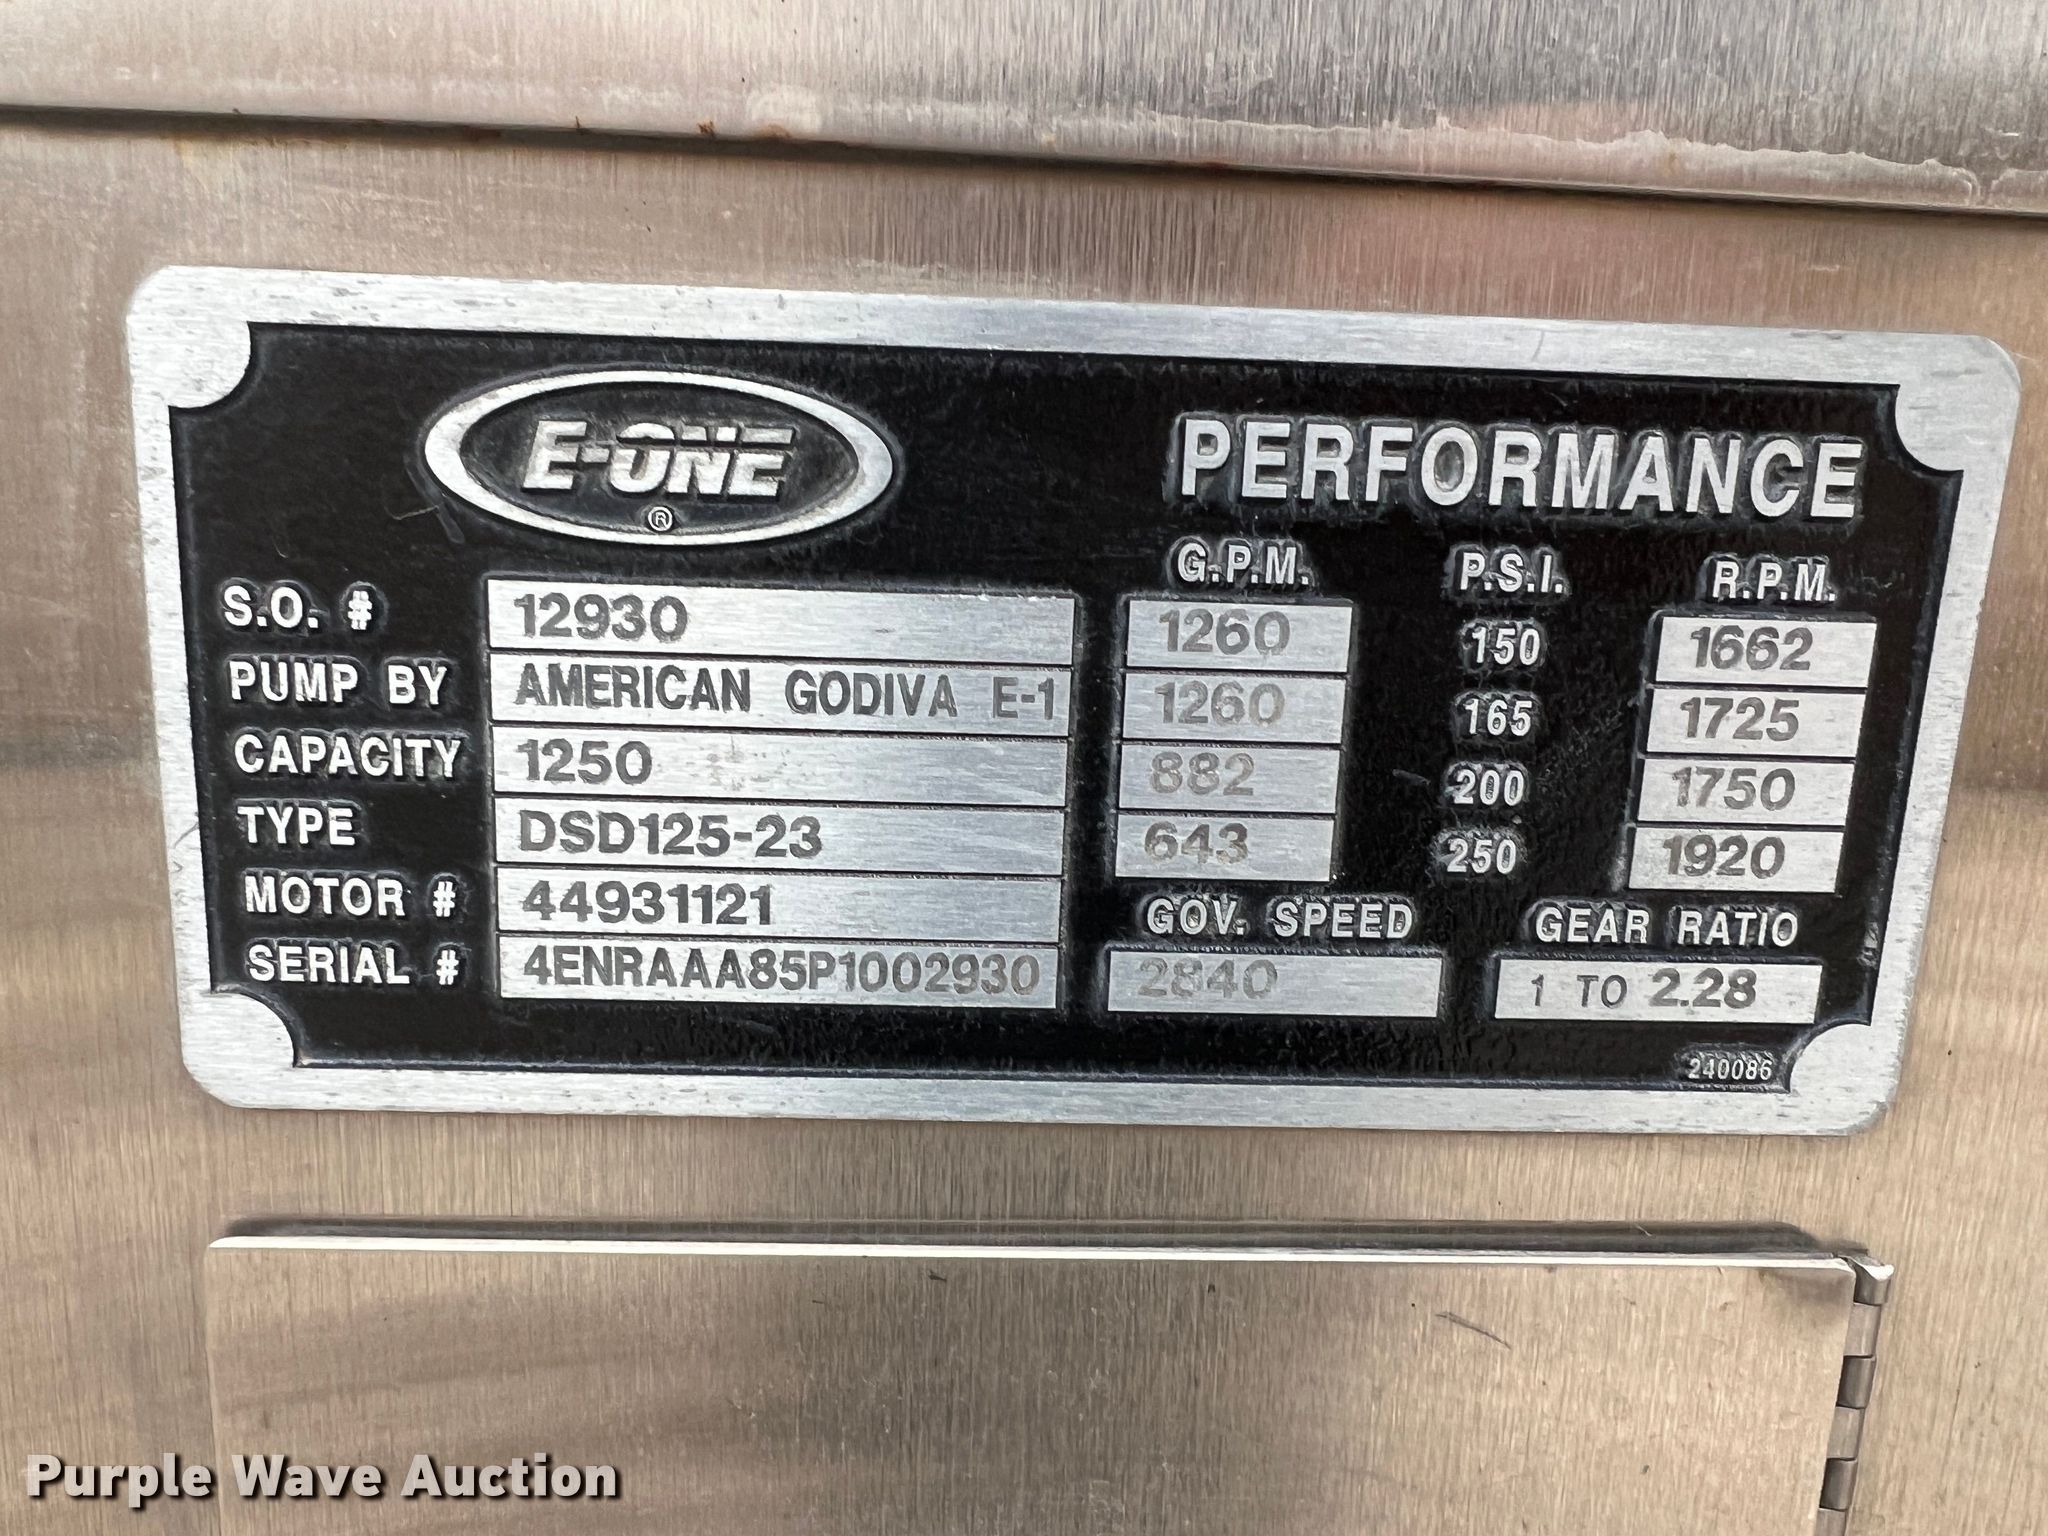 E-ONE
®
S.O. # 12930
PUMP BY AMERICAN GODIVA E-1
CAPACITY 1250
TYPE DSD125-23
MOTOR # 44931121
SERIAL # 4ENRAAA85P1002930
PERFORMANCE
G.P.M. P.S.I. R.P.M.
1260 150 1662
1260 165 1725
882 200 1750
643 250 1920
GOV. SPEED GEAR RATIO
2840 1 TO 2.28
240086
Purple Wave Auction